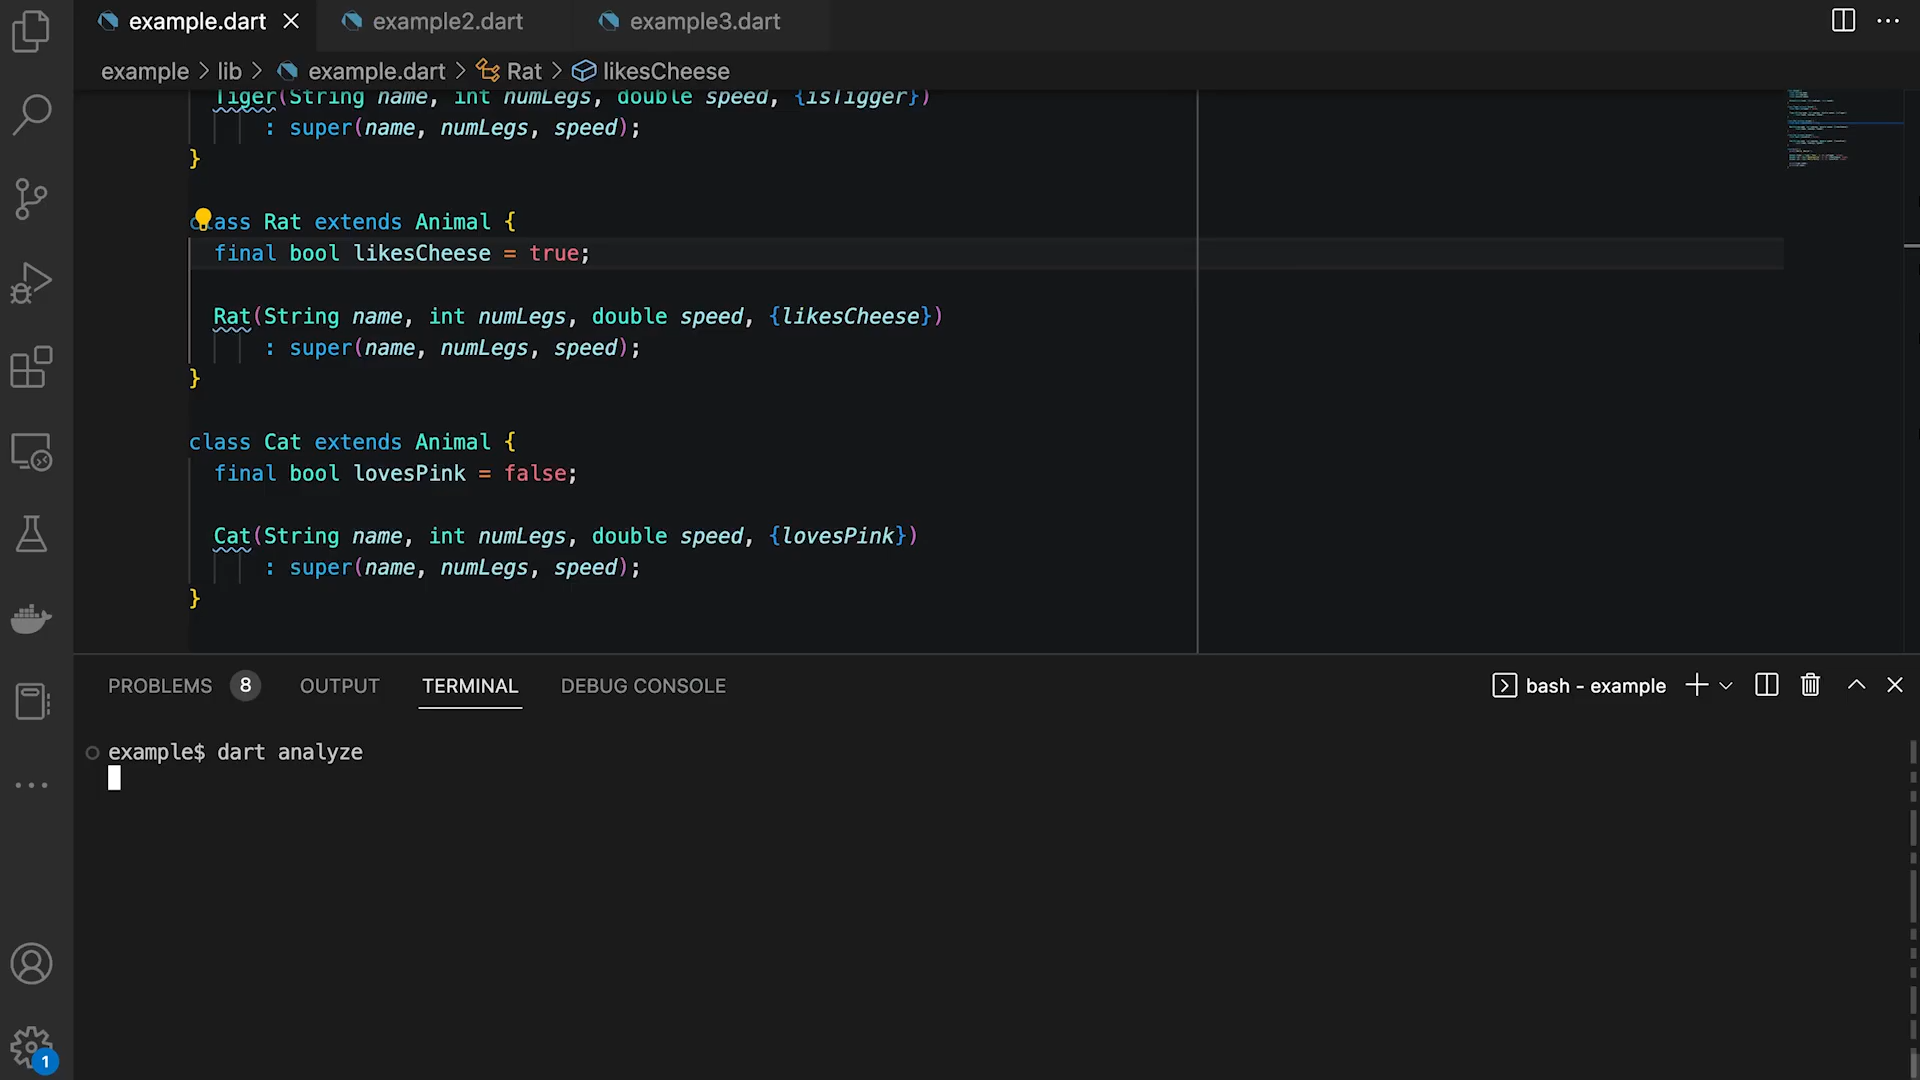 example.dart
example2.dart
example3.dart
example > lib > example.dart > Rat > likesCheese
Tiger(String name, int numLegs, double speed, {isTigger})
: super(name, numLegs, speed);
}
class Rat extends Animal {
final bool likesCheese = true;
Rat(String name, int numLegs, double speed, {likesCheese})
: super(name, numLegs, speed);
}
class Cat extends Animal {
final bool lovesPink = false;
Cat(String name, int numLegs, double speed, {lovesPink})
: super(name, numLegs, speed);
}
PROBLEMS 8 OUTPUT TERMINAL DEBUG CONSOLE
bash - example
example$ dart analyze
1